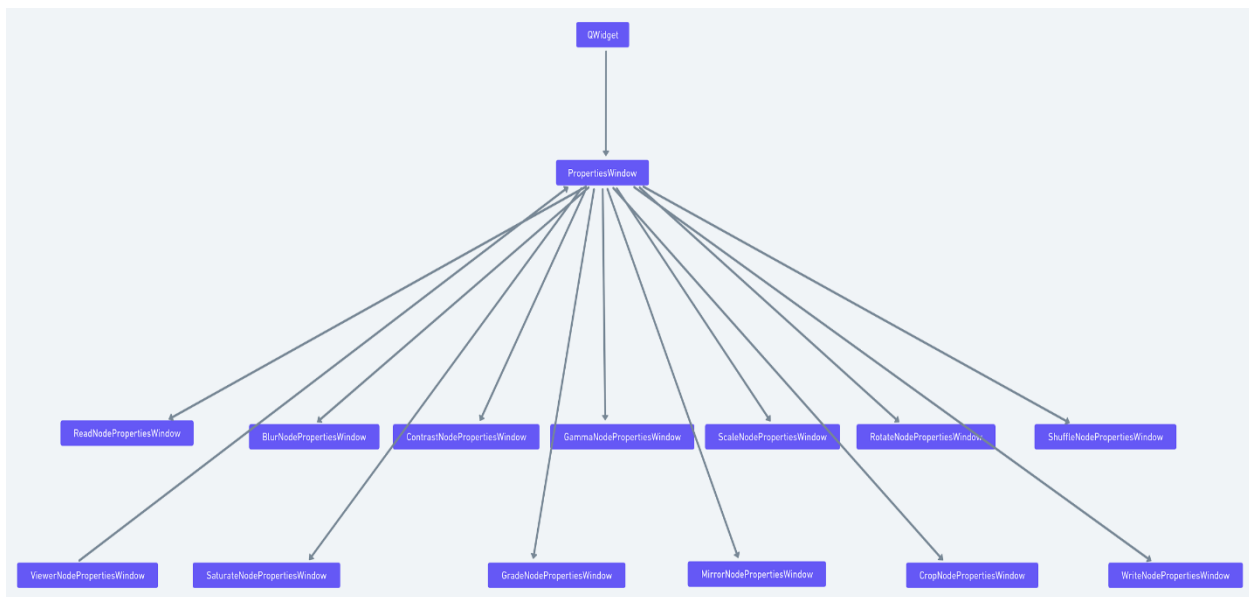 QWidget
PropertiesWindow
ReadNodePropertiesWindow
BlurNodePropertiesWindow
ContrastNodePropertiesWindow
GammaNodePropertiesWindow
ScaleNodePropertiesWindow
RotateNodePropertiesWindow
ShuffleNodePropertiesWindow
ViewerNodePropertiesWindow
SaturateNodePropertiesWindow
GradeNodePropertiesWindow
MirrorNodePropertiesWindow
CropNodePropertiesWindow
WriteNodePropertiesWindow